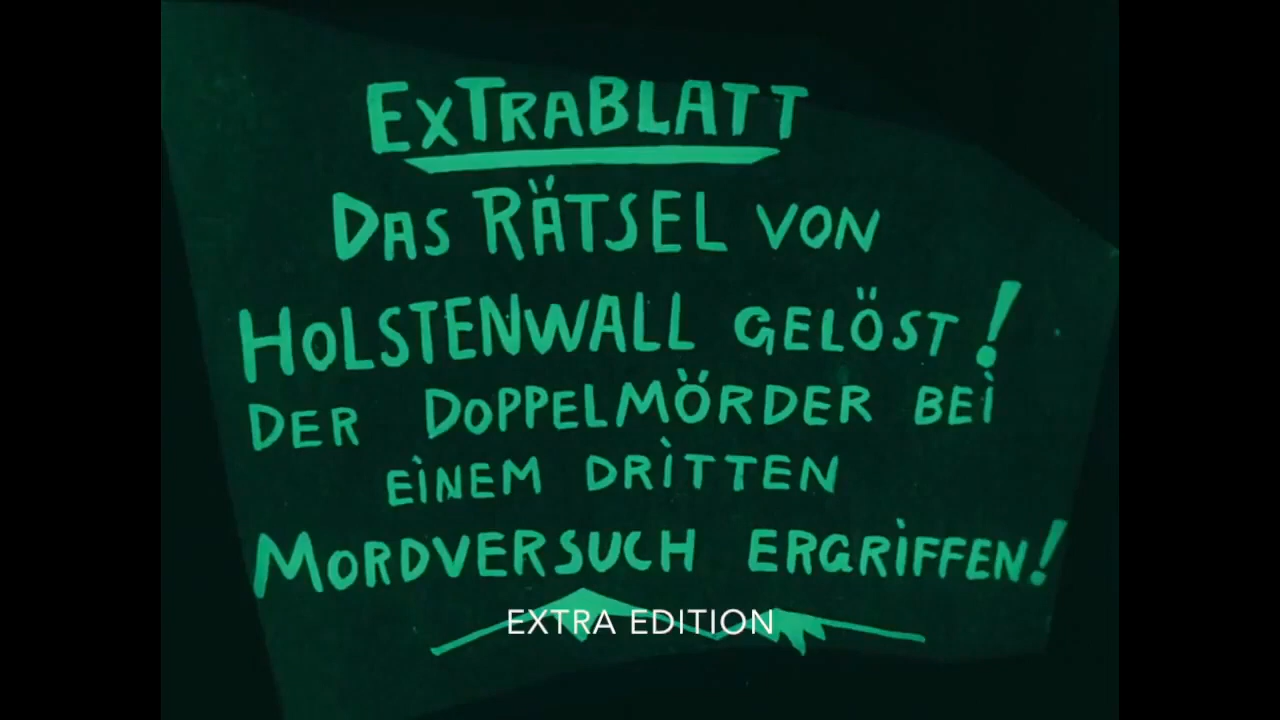 EXTRABLATT
DAS RÄTSEL VON
HOLSTENWALL GELÖST!
DER DOPPELMÖRDER BEI
EINEM DRITTEN
MORDVERSUCH ERGRIFFEN!
EXTRA EDITION